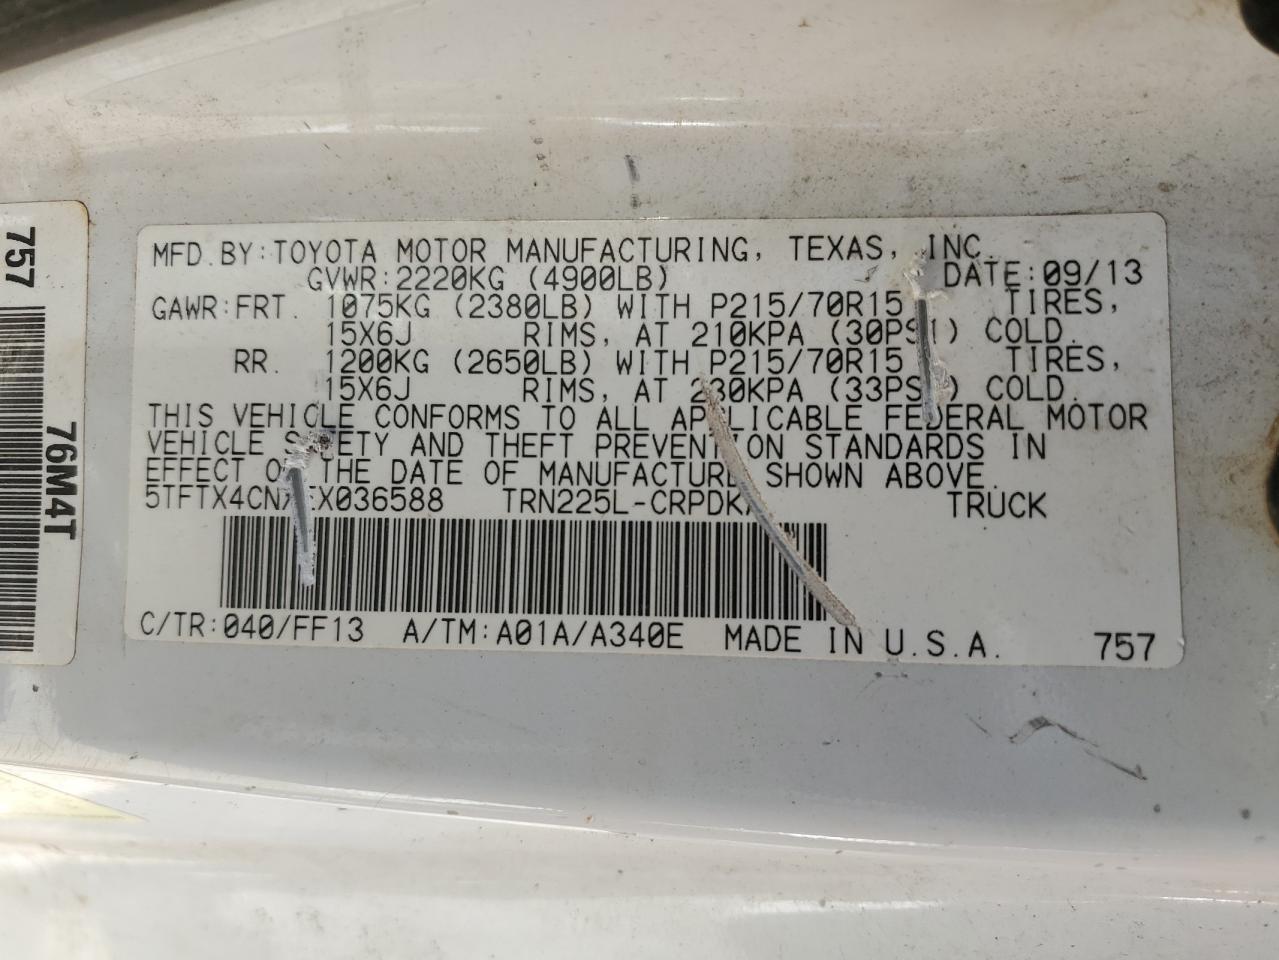 MFD. BY: TOYOTA MOTOR MANUFACTURING, TEXAS, INC.
GVWR: 2220KG (4900LB) DATE: 09/13
GAWR: FRT. 1075KG (2380LB) WITH P215/70R15 TIRES,
15X6J RIMS, AT 210KPA (30PSI) COLD.
RR. 1200KG (2650LB) WITH P215/70R15 TIRES,
15X6J RIMS, AT 230KPA (33PSI) COLD.
THIS VEHICLE CONFORMS TO ALL APPLICABLE FEDERAL MOTOR
VEHICLE SAFETY AND THEFT PREVENTION STANDARDS IN
EFFECT ON THE DATE OF MANUFACTURE SHOWN ABOVE.
TRUCK
C/TR: 040/FF13 A/TM: A01A/A340E MADE IN U.S.A. 757
757
76M4T